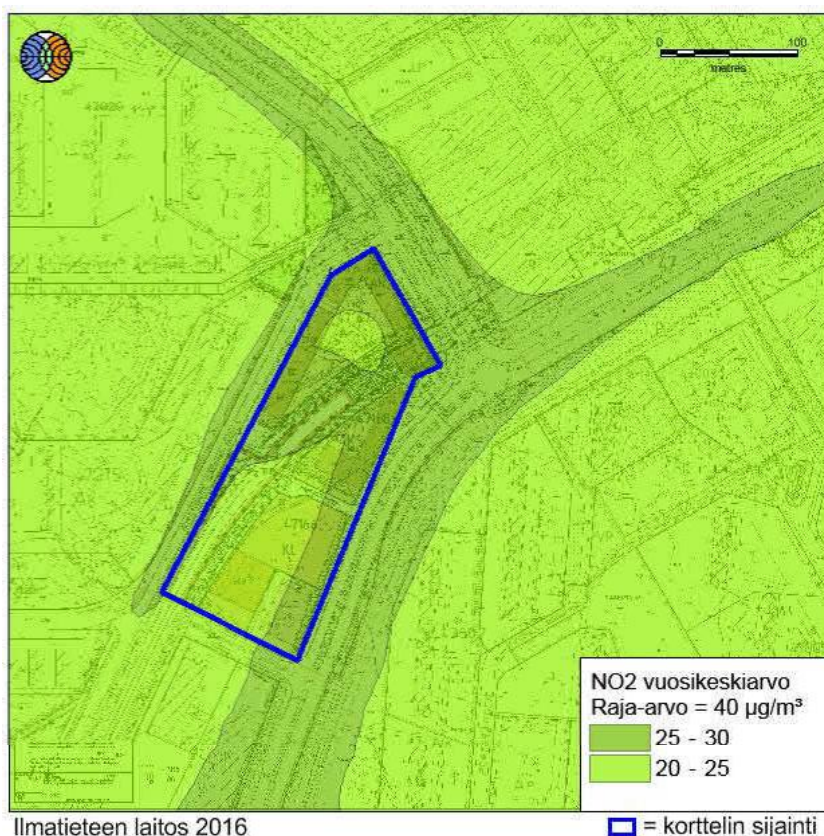 0 100
metres
KL
NO2 vuosikeskiarvo
Raja-arvo = 40 µg/m³
25 - 30
20 - 25
Ilmatieteen laitos 2016
= korttelin sijainti